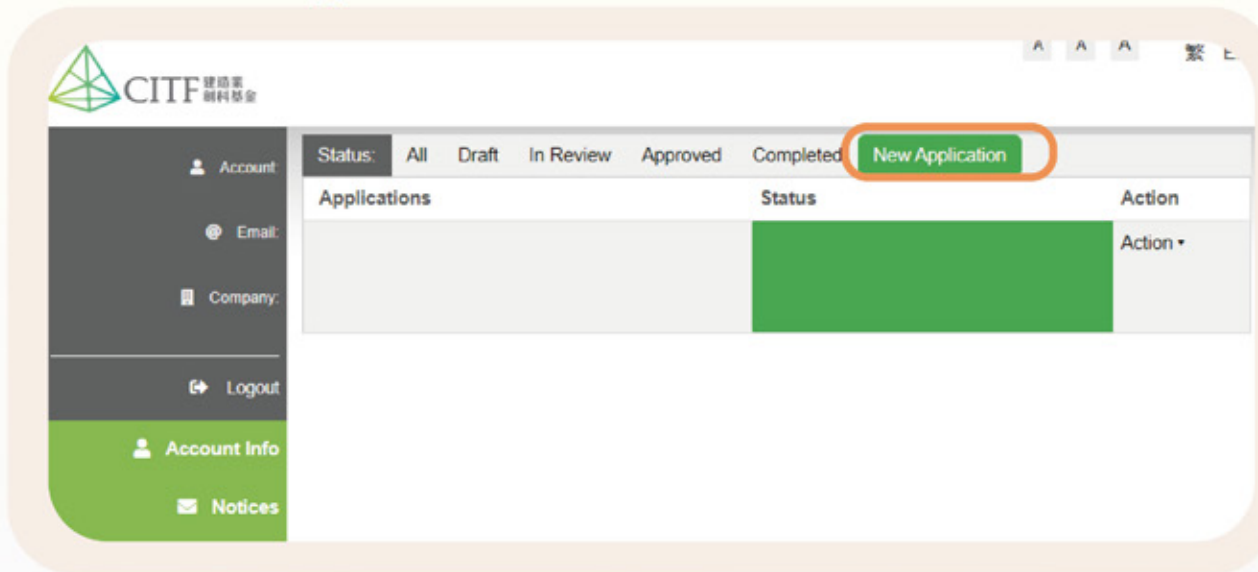 A A A 繁
CITF 建造業
創科基金
Account:
Email:
Company:
Logout
Account Info
Notices
Status: All Draft In Review Approved Completed New Application
Applications Status Action
Action